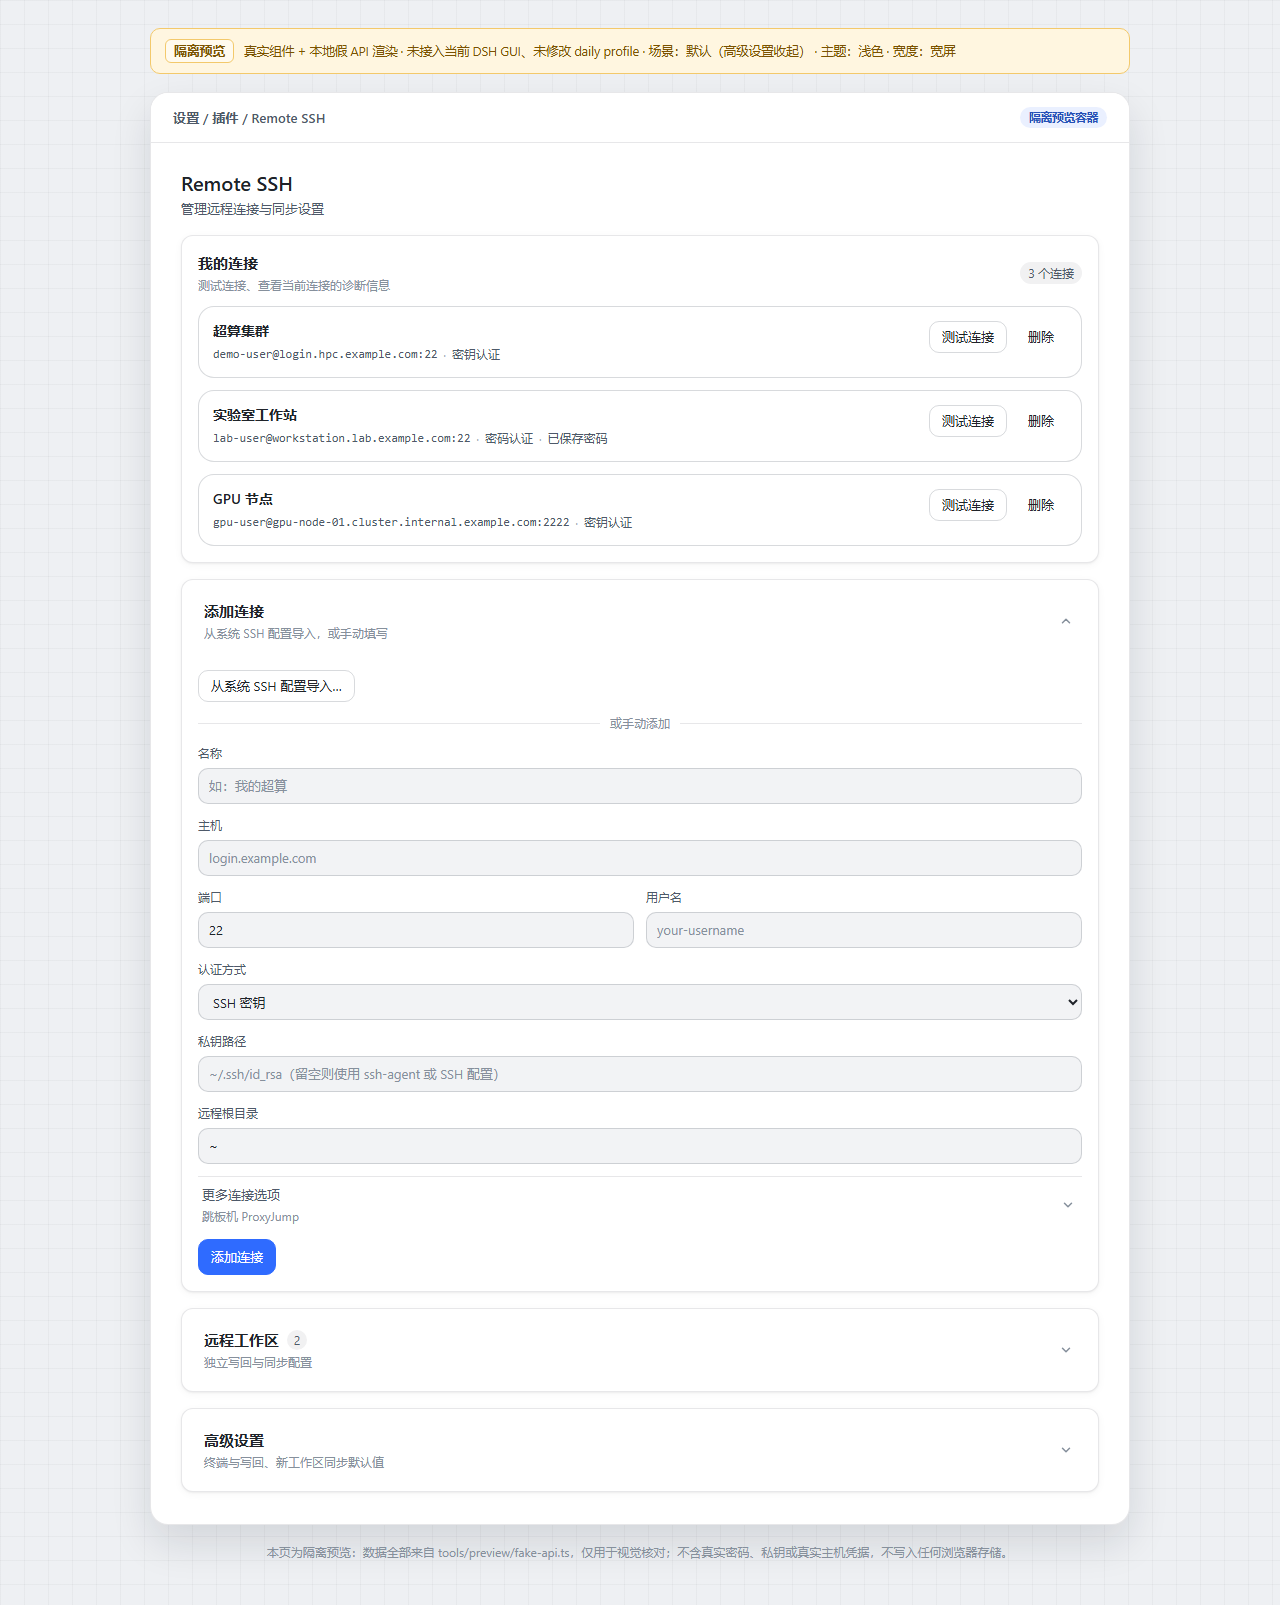 隔离预览 真实组件 + 本地假 API 渲染 · 未接入当前 DSH GUI、未修改 daily profile · 场景：默认（高级设置收起） · 主题：浅色 · 宽度：宽屏
设置 / 插件 / Remote SSH
隔离预览容器
Remote SSH
管理远程连接与同步设置
我的连接
测试连接、查看当前连接的诊断信息
3 个连接
超算集群
demo-user@login.hpc.example.com:22 · 密钥认证
测试连接
删除
实验室工作站
lab-user@workstation.lab.example.com:22 · 密码认证 · 已保存密码
测试连接
删除
GPU 节点
gpu-user@gpu-node-01.cluster.internal.example.com:2222 · 密钥认证
测试连接
删除
添加连接
从系统 SSH 配置导入，或手动填写
从系统 SSH 配置导入...
或手动添加
名称
如：我的超算
主机
login.example.com
端口
用户名
22
your-username
认证方式
SSH 密钥
私钥路径
~/.ssh/id_rsa（留空则使用 ssh-agent 或 SSH 配置）
远程根目录
~
更多连接选项
跳板机 ProxyJump
添加连接
远程工作区 2
独立写回与同步配置
高级设置
终端与写回、新工作区同步默认值
本页为隔离预览：数据全部来自 tools/preview/fake-api.ts，仅用于视觉核对；不含真实密码、私钥或真实主机凭据，不写入任何浏览器存储。